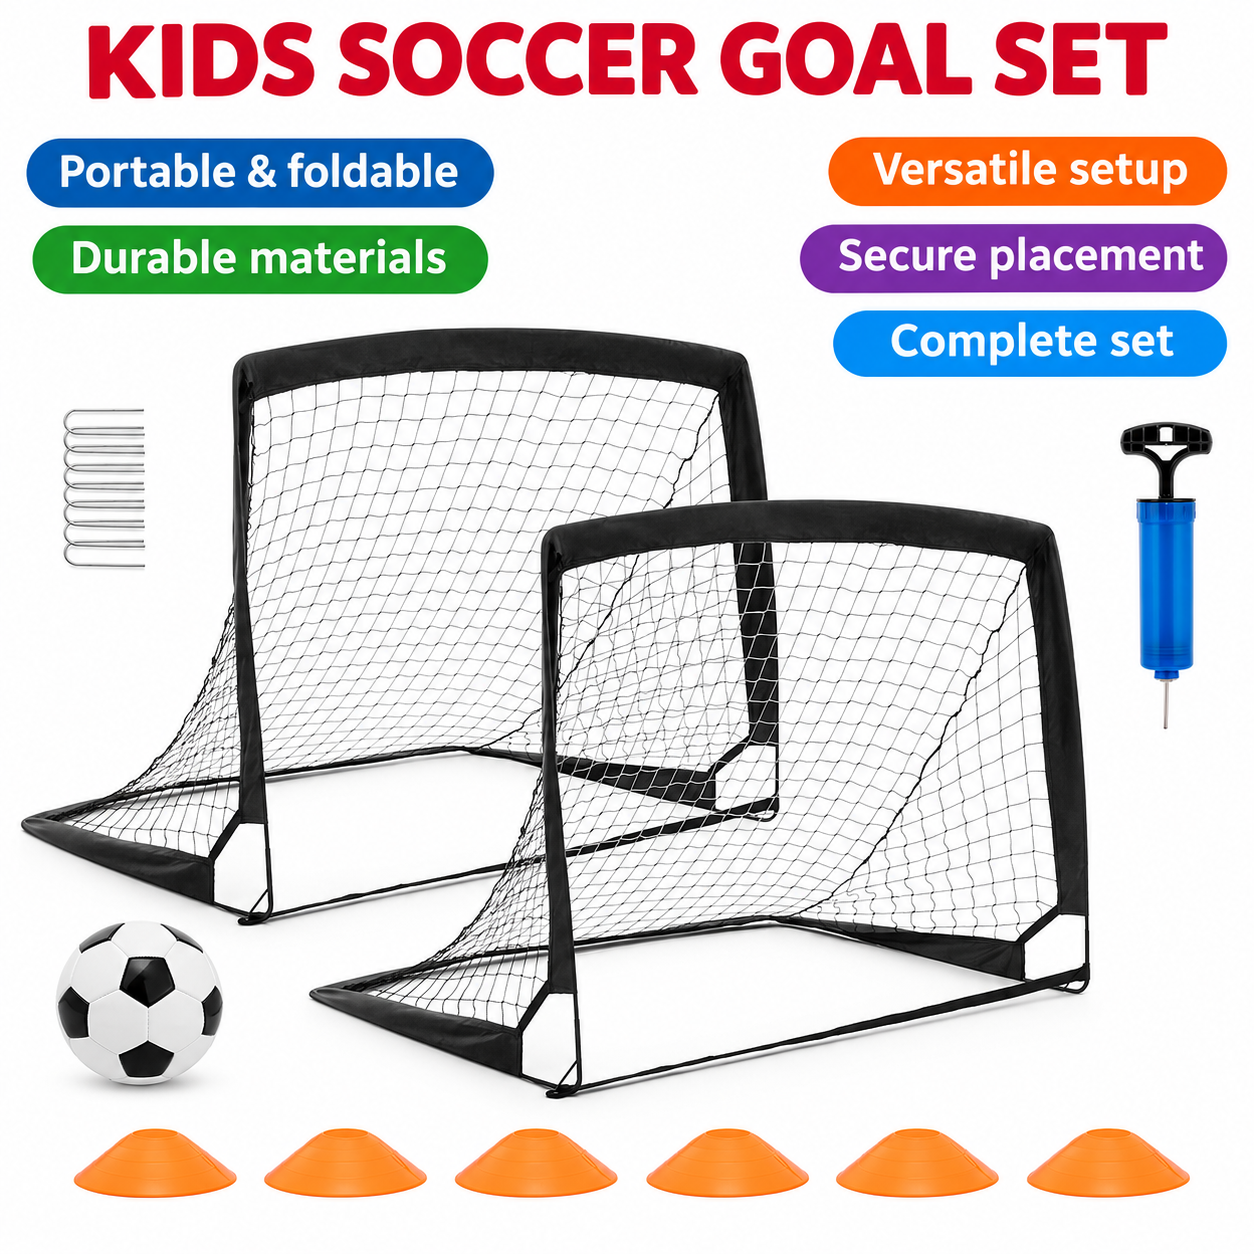 KIDS SOCCER GOAL SET
Portable & foldable
Durable materials
Versatile setup
Secure placement
Complete set